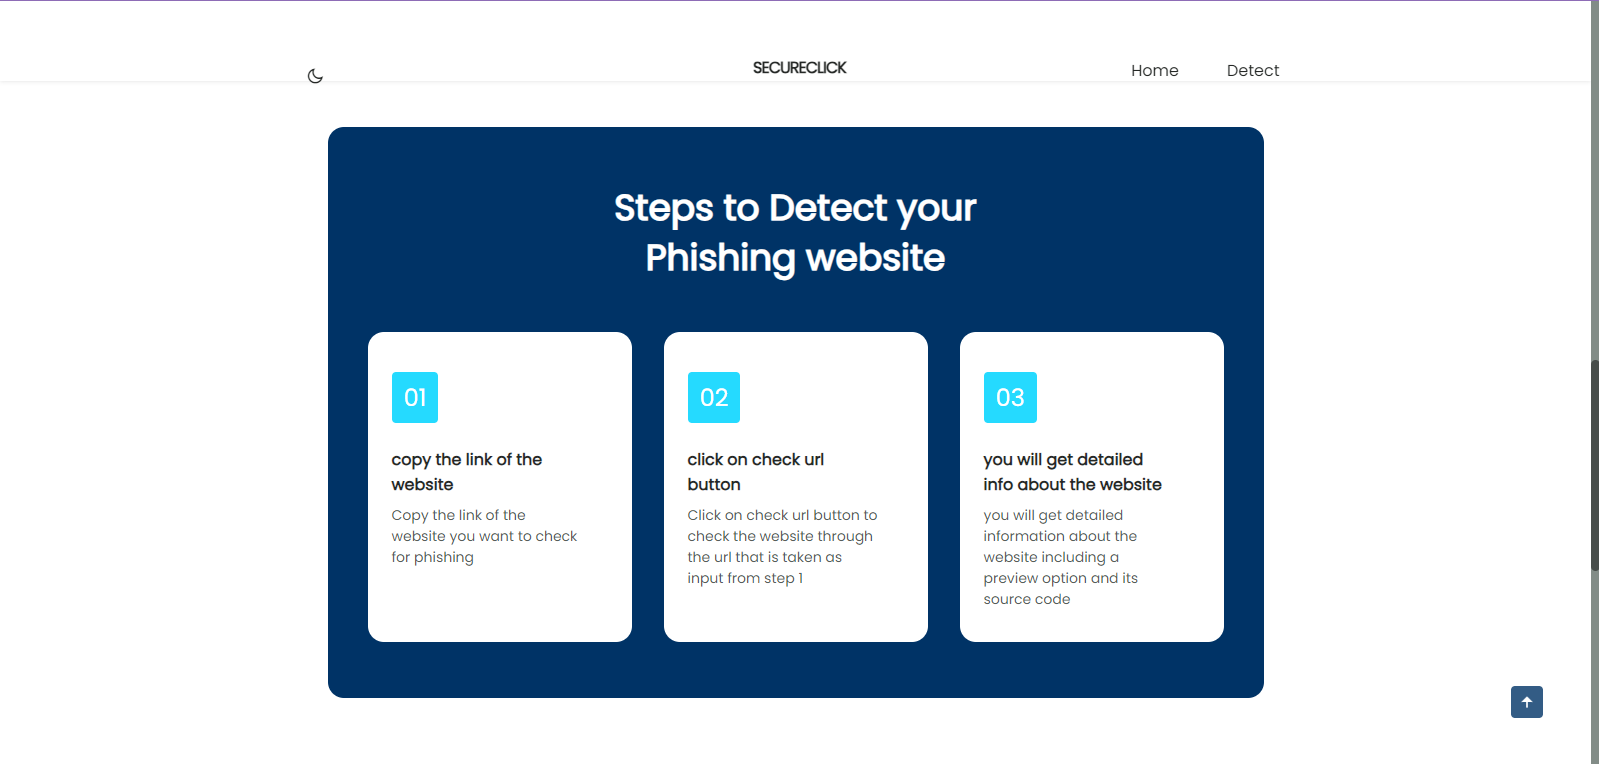 SECURECLICK
Home
Detect
Steps to Detect your
Phishing website
01
copy the link of the
website
Copy the link of the
website you want to check
for phishing
02
click on check url
button
Click on check url button to
check the website through
the url that is taken as
input from step 1
03
you will get detailed
info about the website
you will get detailed
information about the
website including a
preview option and its
source code